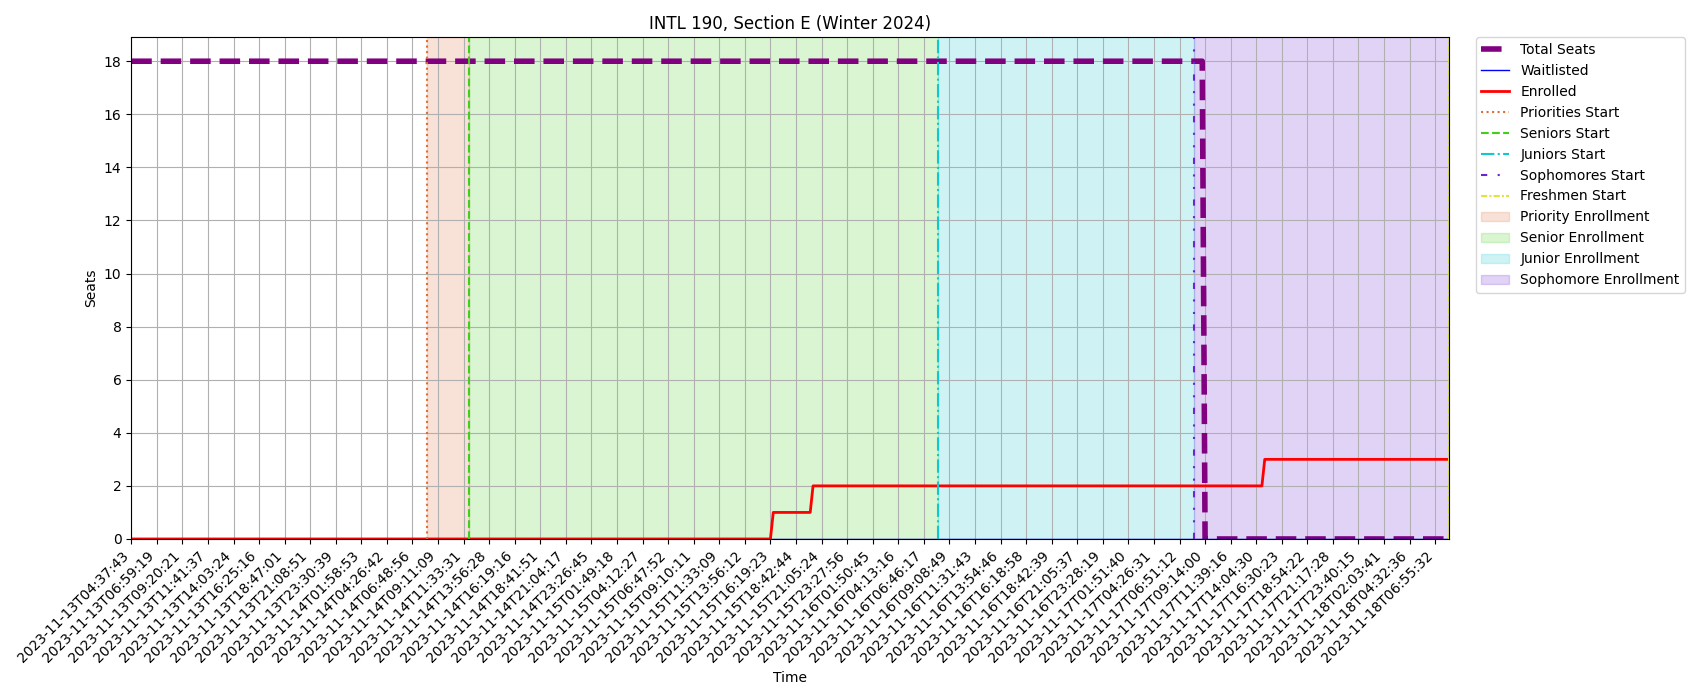 INTL 190, Section E (Winter 2024)
Seats
18
16
14
12
10
8
6
4
2
0
2023-11-13T04:37:43
2023-11-13T06:59:19
2023-11-13T09:20:21
2023-11-13T11:41:37
2023-11-13T14:03:24
2023-11-13T16:25:16
2023-11-13T18:47:01
2023-11-13T21:08:51
2023-11-13T23:30:39
2023-11-14T01:58:53
2023-11-14T04:26:42
2023-11-14T06:48:56
2023-11-14T09:11:09
2023-11-14T11:33:31
2023-11-14T13:56:28
2023-11-14T16:19:16
2023-11-14T18:41:51
2023-11-14T21:04:17
2023-11-14T23:26:45
2023-11-15T01:49:18
2023-11-15T04:12:27
2023-11-15T06:47:52
2023-11-15T09:10:11
2023-11-15T11:33:09
2023-11-15T13:56:12
2023-11-15T16:19:23
2023-11-15T18:42:44
2023-11-15T21:05:24
2023-11-15T23:27:56
2023-11-16T01:50:45
2023-11-16T04:13:16
2023-11-16T06:46:17
2023-11-16T09:08:49
2023-11-16T11:31:43
2023-11-16T13:54:46
2023-11-16T16:18:58
2023-11-16T18:42:39
2023-11-16T21:05:37
2023-11-16T23:28:19
2023-11-17T01:51:40
2023-11-17T04:26:31
2023-11-17T06:51:12
2023-11-17T09:14:00
2023-11-17T11:39:16
2023-11-17T14:04:30
2023-11-17T16:30:23
2023-11-17T18:54:22
2023-11-17T21:17:28
2023-11-17T23:40:15
2023-11-18T02:03:41
2023-11-18T04:32:36
2023-11-18T06:55:32
Time
Total Seats
Waitlisted
Enrolled
Priorities Start
Seniors Start
Juniors Start
Sophomores Start
Freshmen Start
Priority Enrollment
Senior Enrollment
Junior Enrollment
Sophomore Enrollment